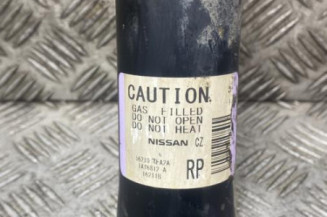 CAUTION
GAS FILLED
DO NOT OPEN
DO NOT HEAT
NISSAN CZ
RP